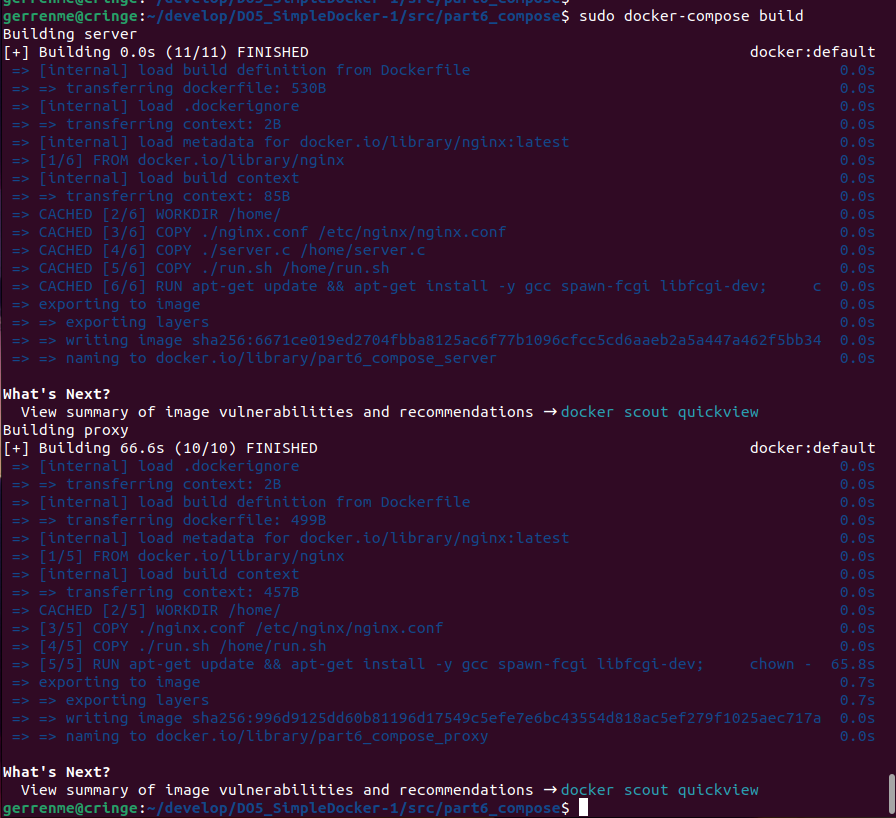 gerrenme@cringe:~/develop/DO5_SimpleDocker-1/src/part6_compose$ sudo docker-compose build
Building server
[+] Building 0.0s (11/11) FINISHED docker:default
=> [internal] load build definition from Dockerfile 0.0s
=> => transferring dockerfile: 530B 0.0s
=> [internal] load .dockerignore 0.0s
=> => transferring context: 2B 0.0s
=> [internal] load metadata for docker.io/library/nginx:latest 0.0s
=> [1/6] FROM docker.io/library/nginx 0.0s
=> [internal] load build context 0.0s
=> => transferring context: 85B 0.0s
=> CACHED [2/6] WORKDIR /home/ 0.0s
=> CACHED [3/6] COPY ./nginx.conf /etc/nginx/nginx.conf 0.0s
=> CACHED [4/6] COPY ./server.c /home/server.c 0.0s
=> CACHED [5/6] COPY ./run.sh /home/run.sh 0.0s
=> CACHED [6/6] RUN apt-get update && apt-get install -y gcc spawn-fcgi libfcgi-dev; c 0.0s
=> exporting to image 0.0s
=> => exporting layers 0.0s
=> => writing image sha256:6671ce019ed2704fbba8125ac6f77b1096cfcc5cd6aaeb2a5a447a462f5bb34 0.0s
=> => naming to docker.io/library/part6_compose_server 0.0s
What's Next?
View summary of image vulnerabilities and recommendations → docker scout quickview
Building proxy
[+] Building 66.6s (10/10) FINISHED docker:default
=> [internal] load .dockerignore 0.0s
=> => transferring context: 2B 0.0s
=> [internal] load build definition from Dockerfile 0.0s
=> => transferring dockerfile: 499B 0.0s
=> [internal] load metadata for docker.io/library/nginx:latest 0.0s
=> [1/5] FROM docker.io/library/nginx 0.0s
=> [internal] load build context 0.0s
=> => transferring context: 457B 0.0s
=> CACHED [2/5] WORKDIR /home/ 0.0s
=> [3/5] COPY ./nginx.conf /etc/nginx/nginx.conf 0.0s
=> [4/5] COPY ./run.sh /home/run.sh 0.0s
=> [5/5] RUN apt-get update && apt-get install -y gcc spawn-fcgi libfcgi-dev; chown - 65.8s
=> exporting to image 0.7s
=> => exporting layers 0.7s
=> => writing image sha256:996d9125dd60b81196d17549c5efe7e6bc43554d818ac5ef279f1025aec717a 0.0s
=> => naming to docker.io/library/part6_compose_proxy 0.0s
What's Next?
View summary of image vulnerabilities and recommendations → docker scout quickview
gerrenme@cringe:~/develop/DO5_SimpleDocker-1/src/part6_compose$